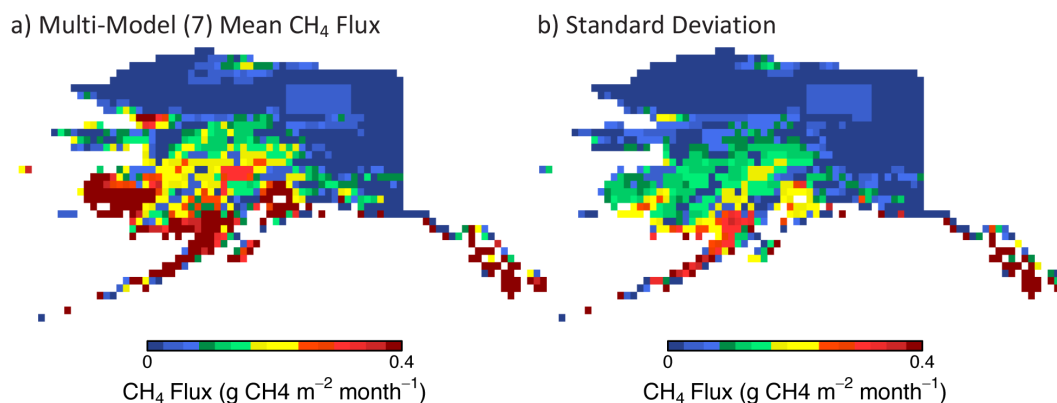 a) Multi-Model (7) Mean CH₄ Flux
b) Standard Deviation
0 0.4
CH₄ Flux (g CH4 m⁻² month⁻¹)
0 0.4
CH₄ Flux (g CH4 m⁻² month⁻¹)